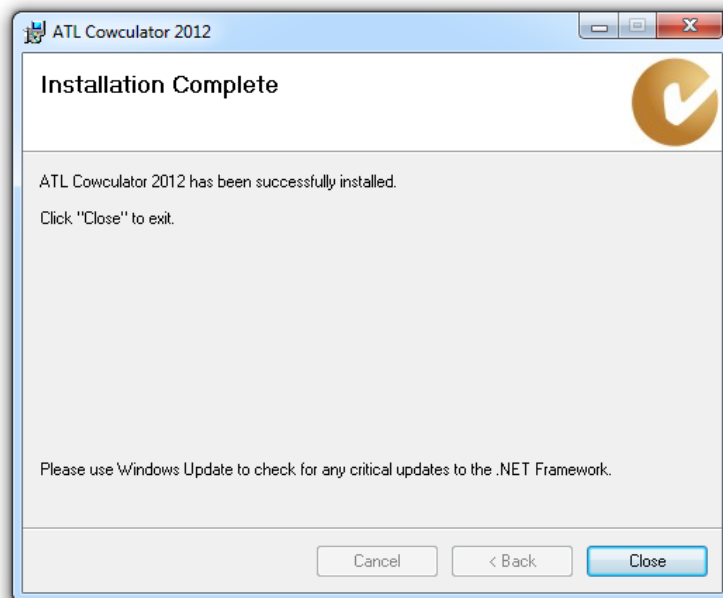 ATL Cowculator 2012
Installation Complete
ATL Cowculator 2012 has been successfully installed.
Click "Close" to exit.
Please use Windows Update to check for any critical updates to the .NET Framework.
Cancel
< Back
Close